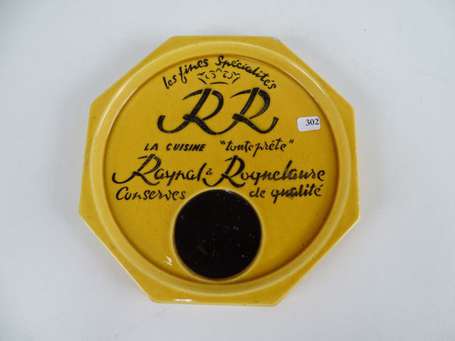 les fines Spécialités
RR
302
LA CUISINE "toute prête"
Raynal & Roquelaure
Conserves de qualité